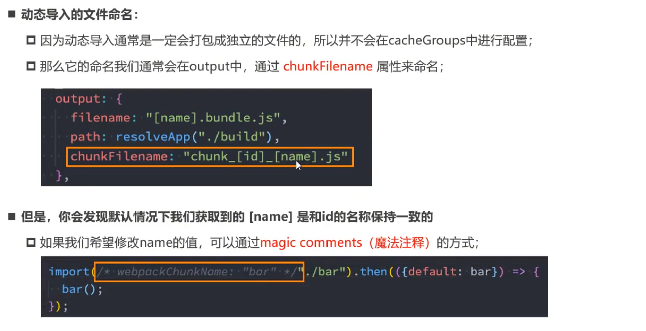 动态导入的文件命名：
因为动态导入通常是一定会打包成独立的文件的，所以并不会在cacheGroups中进行配置；
那么它的命名我们通常会在output中，通过 chunkFilename 属性来命名；
output: {
filename: "[name].bundle.js",
path: resolveApp("./build"),
chunkFilename: "chunk_[id]_[name].js"
},
但是，你会发现默认情况下我们获取到的 [name] 是和id的名称保持一致的
如果我们希望修改name的值，可以通过magic comments（魔法注释）的方式；
import(/* webpackChunkName: "bar" */"./bar").then(({default: bar}) => {
bar();
});